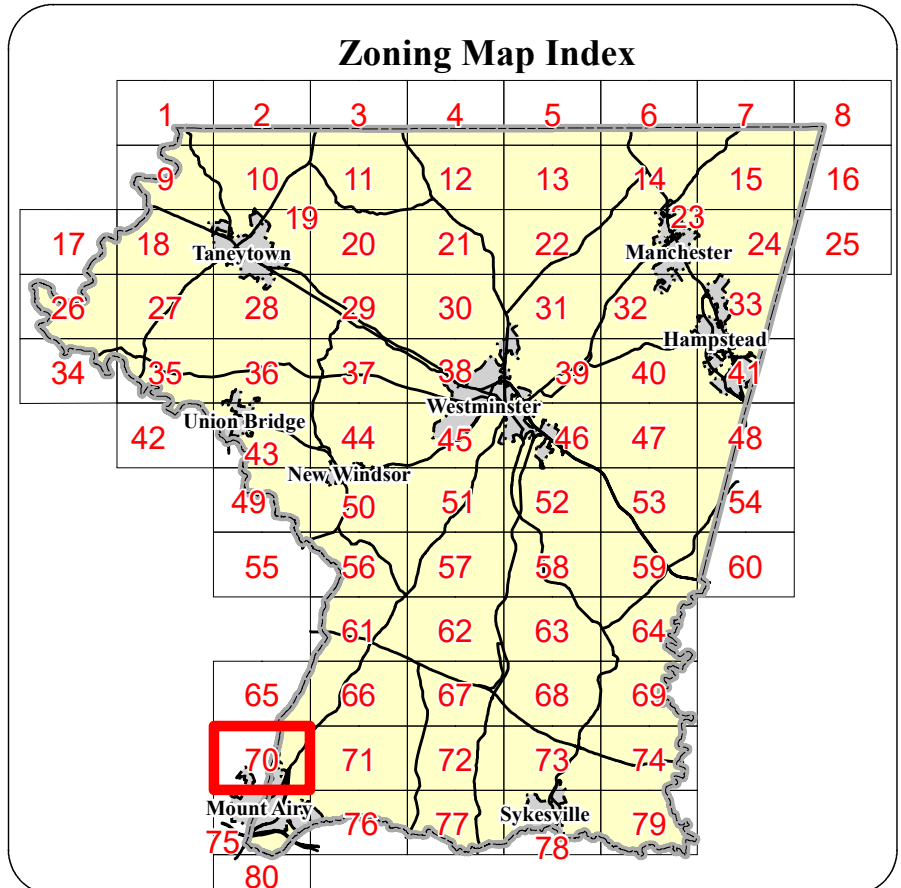 Zoning Map Index
1 2 3 4 5 6 7 8
9 10 11 12 13 14 15 16
17 18 19 20 21 22 23 24 25
Taneytown Manchester
26 27 28 29 30 31 32 33
Hampstead
34 35 36 37 38 39 40 41
Westminster
Union Bridge
42 43 44 45 46 47 48
New Windsor
49 50 51 52 53 54
55 56 57 58 59 60
61 62 63 64
65 66 67 68 69
70 71 72 73 74
Mount Airy Sykesville
75 76 77 78 79
80